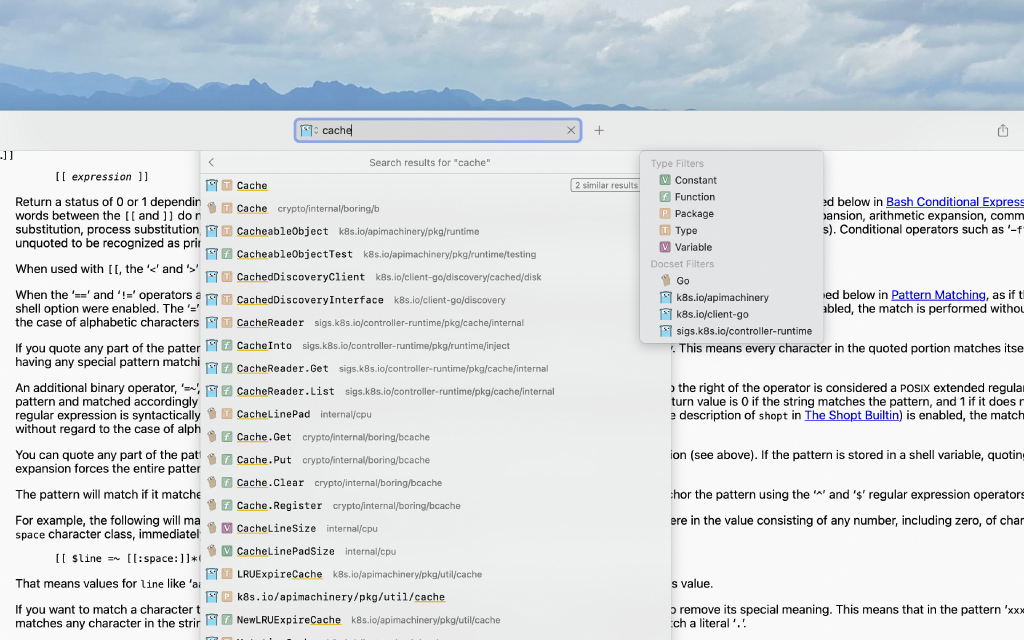 cache
.]]
[[ expression ]]
Search results for "cache"
Cache
2 similar results
Cache crypto/internal/boring/b
CacheableObject k8s.io/apimachinery/pkg/runtime
CacheableObjectTest k8s.io/apimachinery/pkg/runtime/testing
CachedDiscoveryClient k8s.io/client-go/discovery/cached/disk
CachedDiscoveryInterface k8s.io/client-go/discovery
CacheReader sigs.k8s.io/controller-runtime/pkg/cache/internal
CacheInto sigs.k8s.io/controller-runtime/pkg/runtime/inject
CacheReader.Get sigs.k8s.io/controller-runtime/pkg/cache/internal
CacheReader.List sigs.k8s.io/controller-runtime/pkg/cache/internal
CacheLinePad internal/cpu
Cache.Get crypto/internal/boring/bcache
Cache.Put crypto/internal/boring/bcache
Cache.Clear crypto/internal/boring/bcache
Cache.Register crypto/internal/boring/bcache
CacheLineSize internal/cpu
CacheLinePadSize internal/cpu
LRUExpireCache k8s.io/apimachinery/pkg/util/cache
k8s.io/apimachinery/pkg/util/cache
NewLRUExpireCache k8s.io/apimachinery/pkg/util/cache
Type Filters
V Constant
f Function
P Package
T Type
V Variable
Docset Filters
Go
k8s.io/apimachinery
k8s.io/client-go
sigs.k8s.io/controller-runtime
Return a status of 0 or 1 dependin
words between the [[ and ]] do n
substitution, process substitution,
unquoted to be recognized as pri
When used with [[, the ‘<’ and ‘>’
When the ‘==’ and ‘!=’ operators a
shell option were enabled. The ‘=’
the case of alphabetic characters
If you quote any part of the patter
having any special pattern matchi
An additional binary operator, ‘=~’,
pattern and matched accordingly
regular expression is syntactically
without regard to the case of alph
You can quote any part of the pat
expansion forces the entire patter
The pattern will match if it matche
For example, the following will ma
space character class, immediatel
[[ $line =~ [[:space:]]*(
That means values for line like ‘aa
If you want to match a character t
matches any character in the string
ed below in Bash Conditional Express
ansion, arithmetic expansion, comm
s). Conditional operators such as ‘-f’
ped below in Pattern Matching, as if th
abled, the match is performed withou
. This means every character in the quoted portion matches itse
o the right of the operator is considered a POSIX extended regular
turn value is 0 if the string matches the pattern, and 1 if it does n
e description of shopt in The Shopt Builtin) is enabled, the match
on (see above). If the pattern is stored in a shell variable, quoting
chor the pattern using the ‘^’ and ‘$’ regular expression operators
ere in the value consisting of any number, including zero, of char
s value.
o remove its special meaning. This means that in the pattern ‘xxx
tch a literal ‘.’.